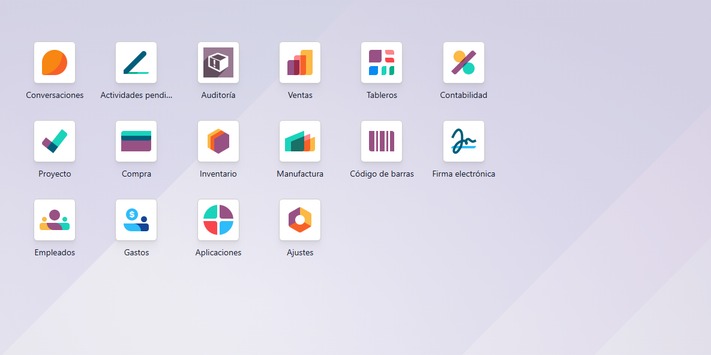 Conversaciones
Actividades pendi...
Auditoría
Ventas
Tableros
Contabilidad
Proyecto
Compra
Inventario
Manufactura
Código de barras
Firma electrónica
Empleados
Gastos
Aplicaciones
Ajustes